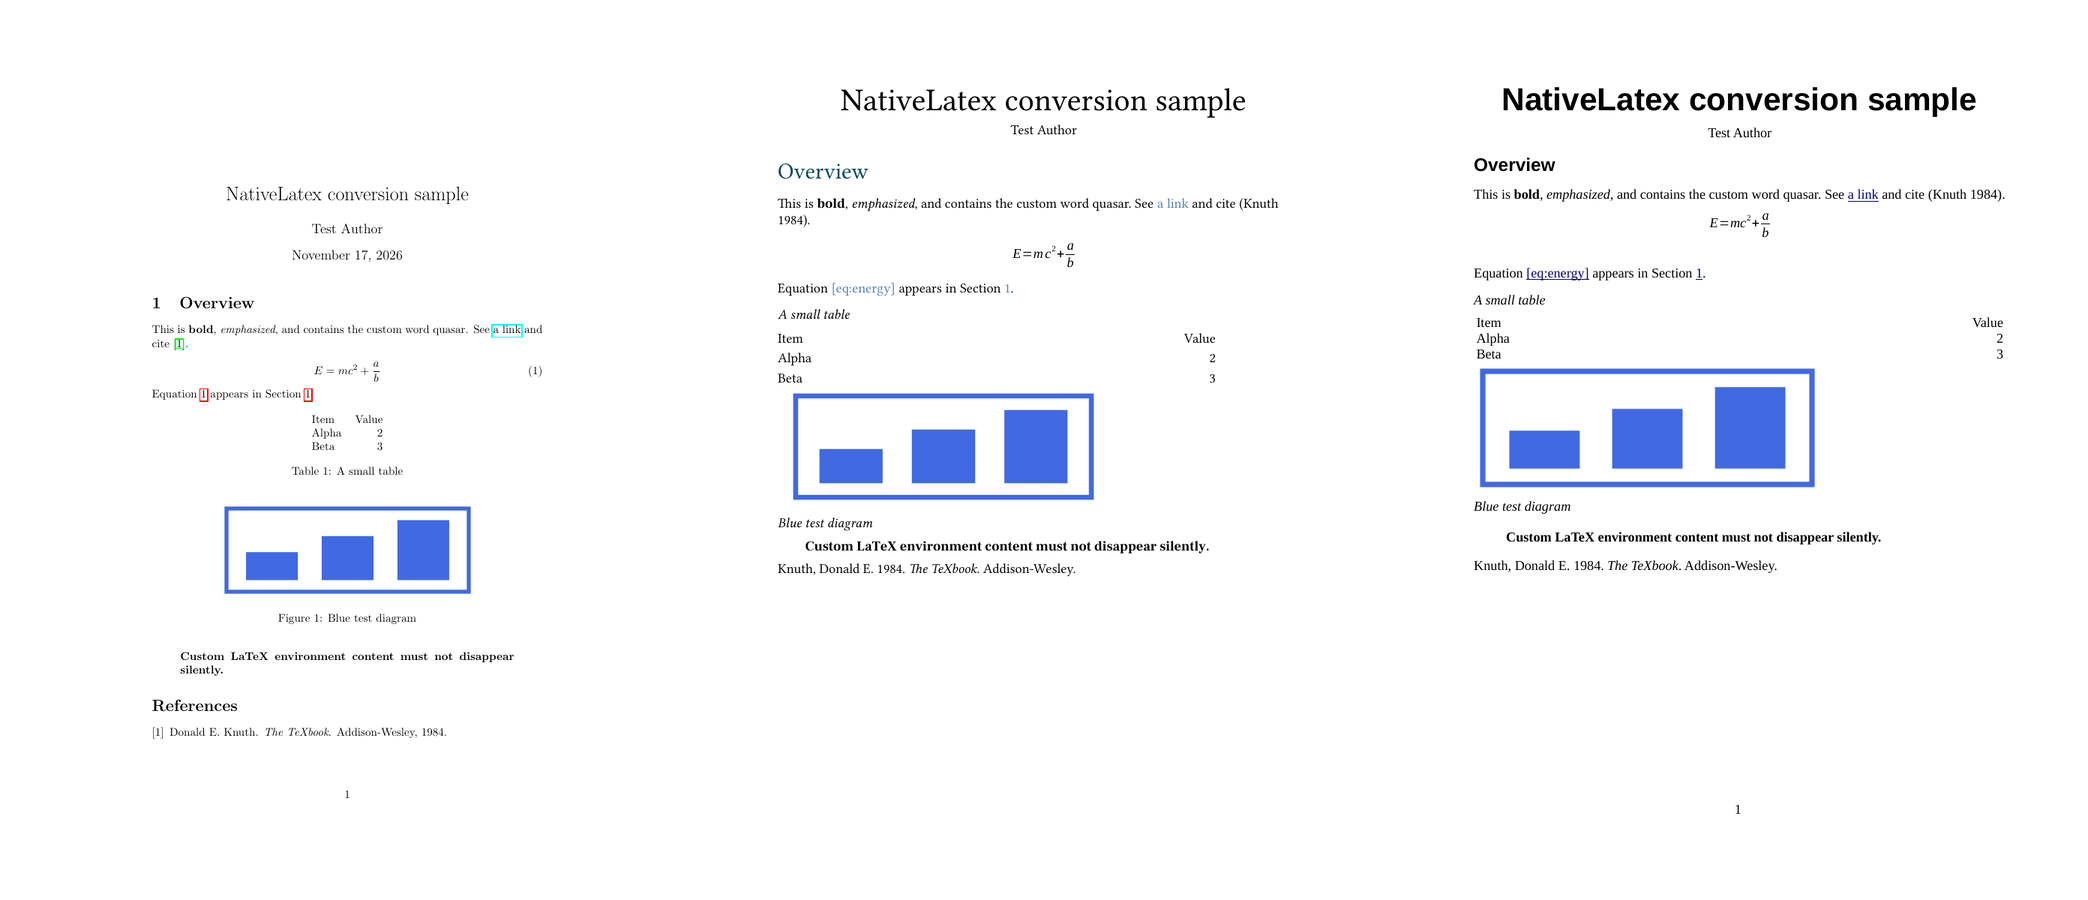 NativeLatex conversion sample
Test Author
November 17, 2026
1 Overview
This is bold, emphasized, and contains the custom word quasar. See a link and
cite [1].
E = mc² + a/b (1)
Equation 1 appears in Section 1
Item Value
Alpha 2
Beta 3
Table 1: A small table
Figure 1: Blue test diagram
Custom LaTeX environment content must not disappear
silently.
References
[1] Donald E. Knuth. The TeXbook. Addison-Wesley, 1984.
1
NativeLatex conversion sample
Test Author
Overview
This is bold, emphasized, and contains the custom word quasar. See a link and cite (Knuth
1984).
E=mc²+a/b
Equation [eq:energy] appears in Section 1.
A small table
Item Value
Alpha 2
Beta 3
Blue test diagram
Custom LaTeX environment content must not disappear silently.
Knuth, Donald E. 1984. The TeXbook. Addison-Wesley.
NativeLatex conversion sample
Test Author
Overview
This is bold, emphasized, and contains the custom word quasar. See a link and cite (Knuth 1984).
E=mc²+a/b
Equation [eq:energy] appears in Section 1.
A small table
Item Value
Alpha 2
Beta 3
Blue test diagram
Custom LaTeX environment content must not disappear silently.
Knuth, Donald E. 1984. The TeXbook. Addison-Wesley.
1